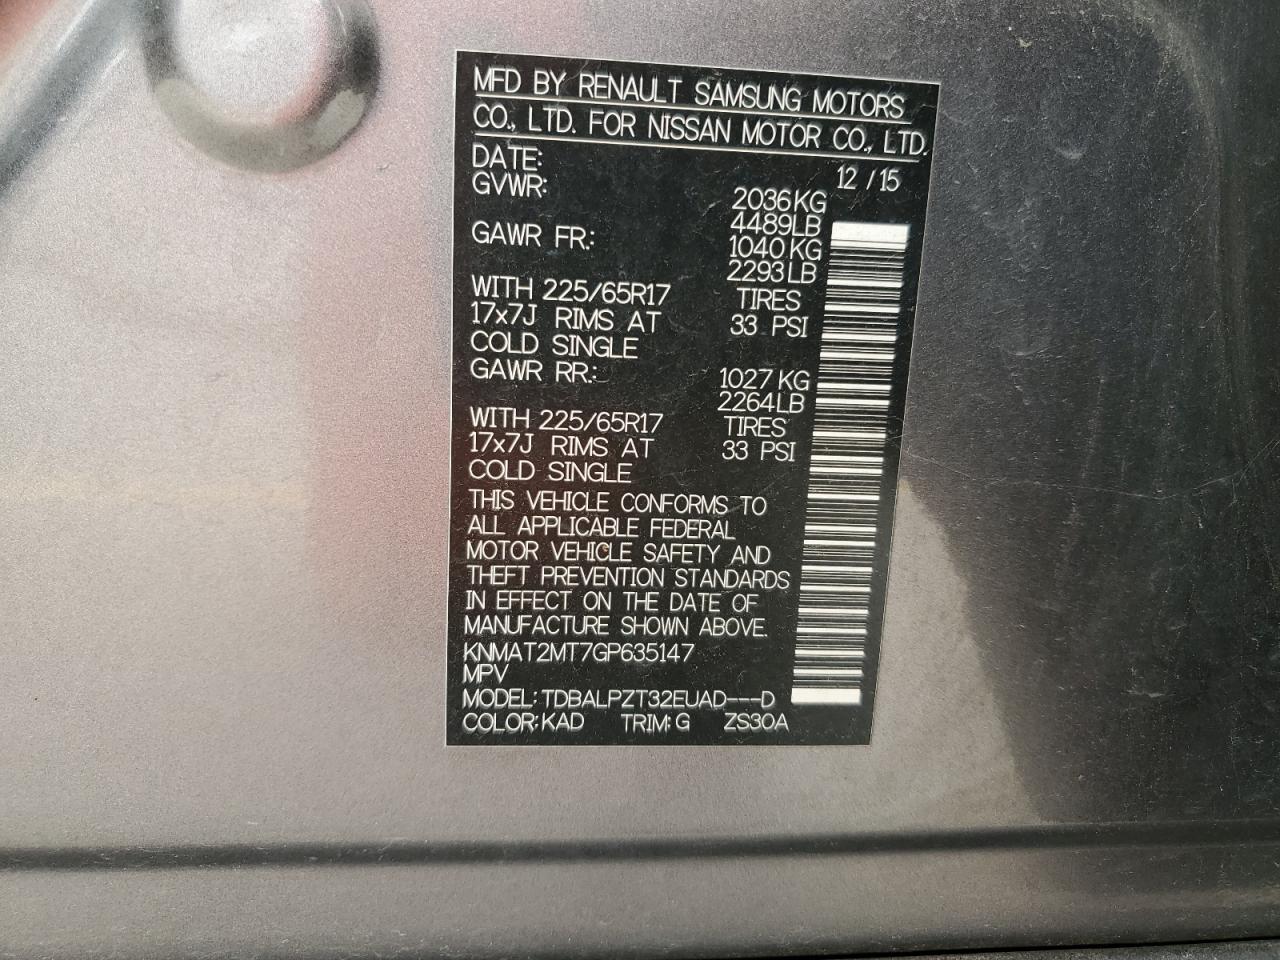 MFD BY RENAULT SAMSUNG MOTORS
CO., LTD. FOR NISSAN MOTOR CO., LTD.
DATE: 12 / 15
GVWR: 2036KG
4489LB
GAWR FR.: 1040KG
2293LB
WITH 225/65R17 TIRES
17x7J RIMS AT 33 PSI
COLD SINGLE
GAWR RR.: 1027KG
2264LB
WITH 225/65R17 TIRES
17x7J RIMS AT 33 PSI
COLD SINGLE
THIS VEHICLE CONFORMS TO
ALL APPLICABLE FEDERAL
MOTOR VEHICLE SAFETY AND
THEFT PREVENTION STANDARDS
IN EFFECT ON THE DATE OF
MANUFACTURE SHOWN ABOVE.
KNMAT2MT7GP635147
MPV
MODEL: TDBALPZT32EUAD---D
COLOR: KAD TRIM: G ZS30A